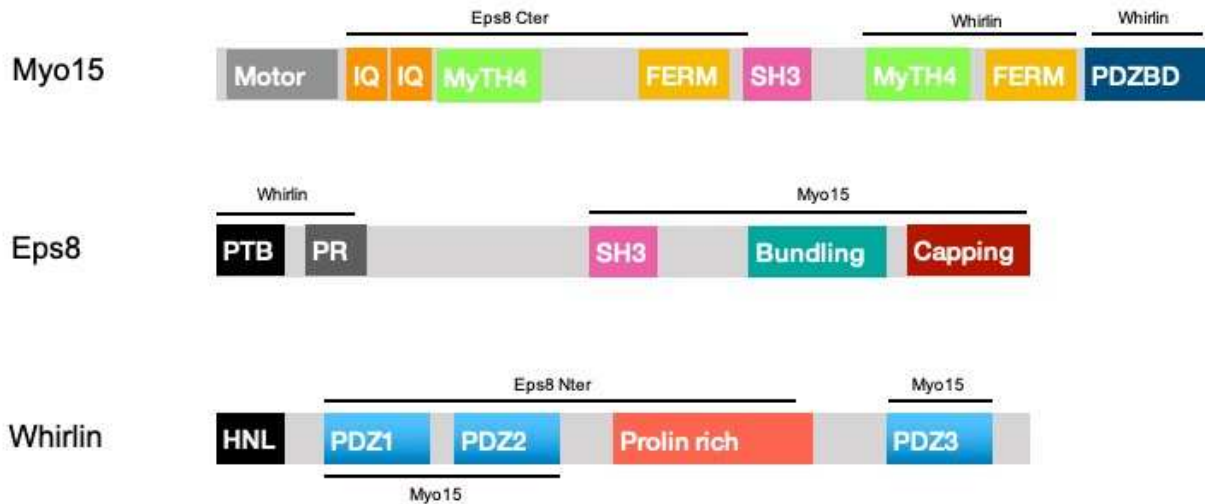 Eps8 Cter Whirlin Whirlin
Myo15 Motor IQ IQ MyTH4 FERM SH3 MyTH4 FERM PDZBD
Whirlin Myo15
Eps8 PTB PR SH3 Bundling Capping
Eps8 Nter Myo15
Whirlin HNL PDZ1 PDZ2 Prolin rich PDZ3
Myo15